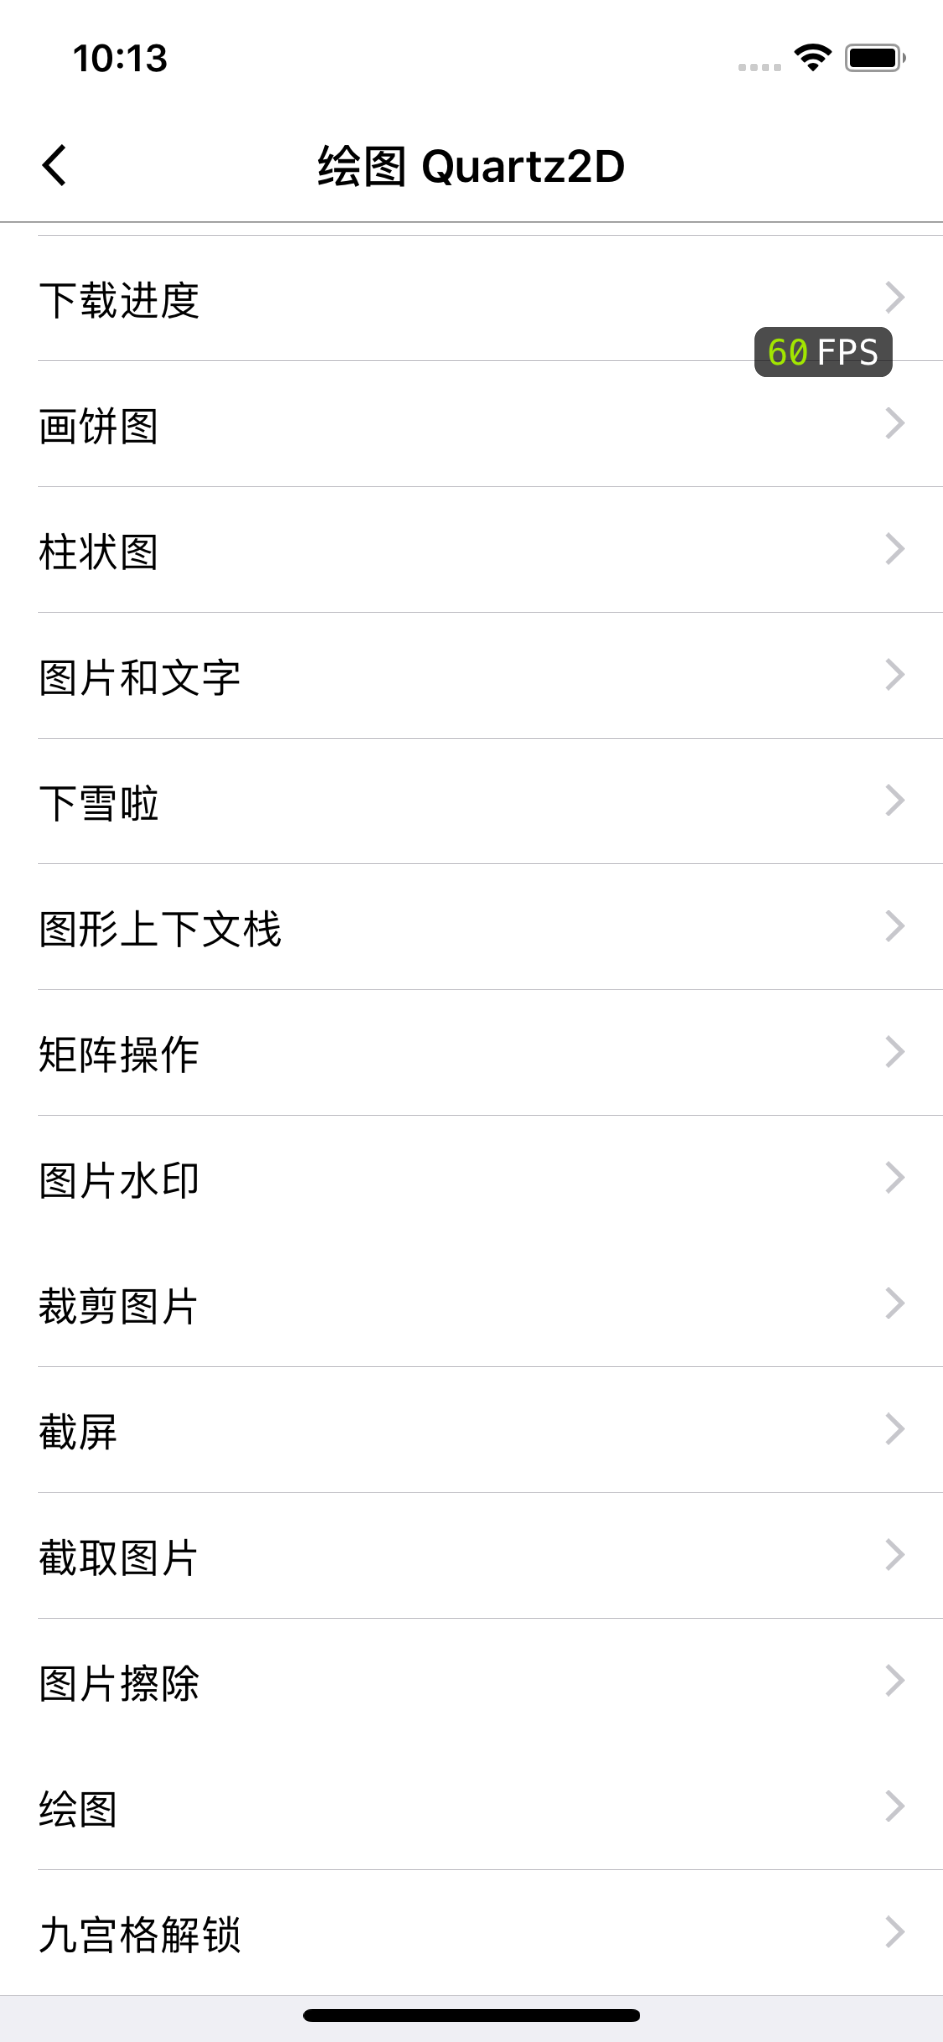 10:13
绘图 Quartz2D
下载进度
60 FPS
画饼图
柱状图
图片和文字
下雪啦
图形上下文栈
矩阵操作
图片水印
裁剪图片
截屏
截取图片
图片擦除
绘图
九宫格解锁